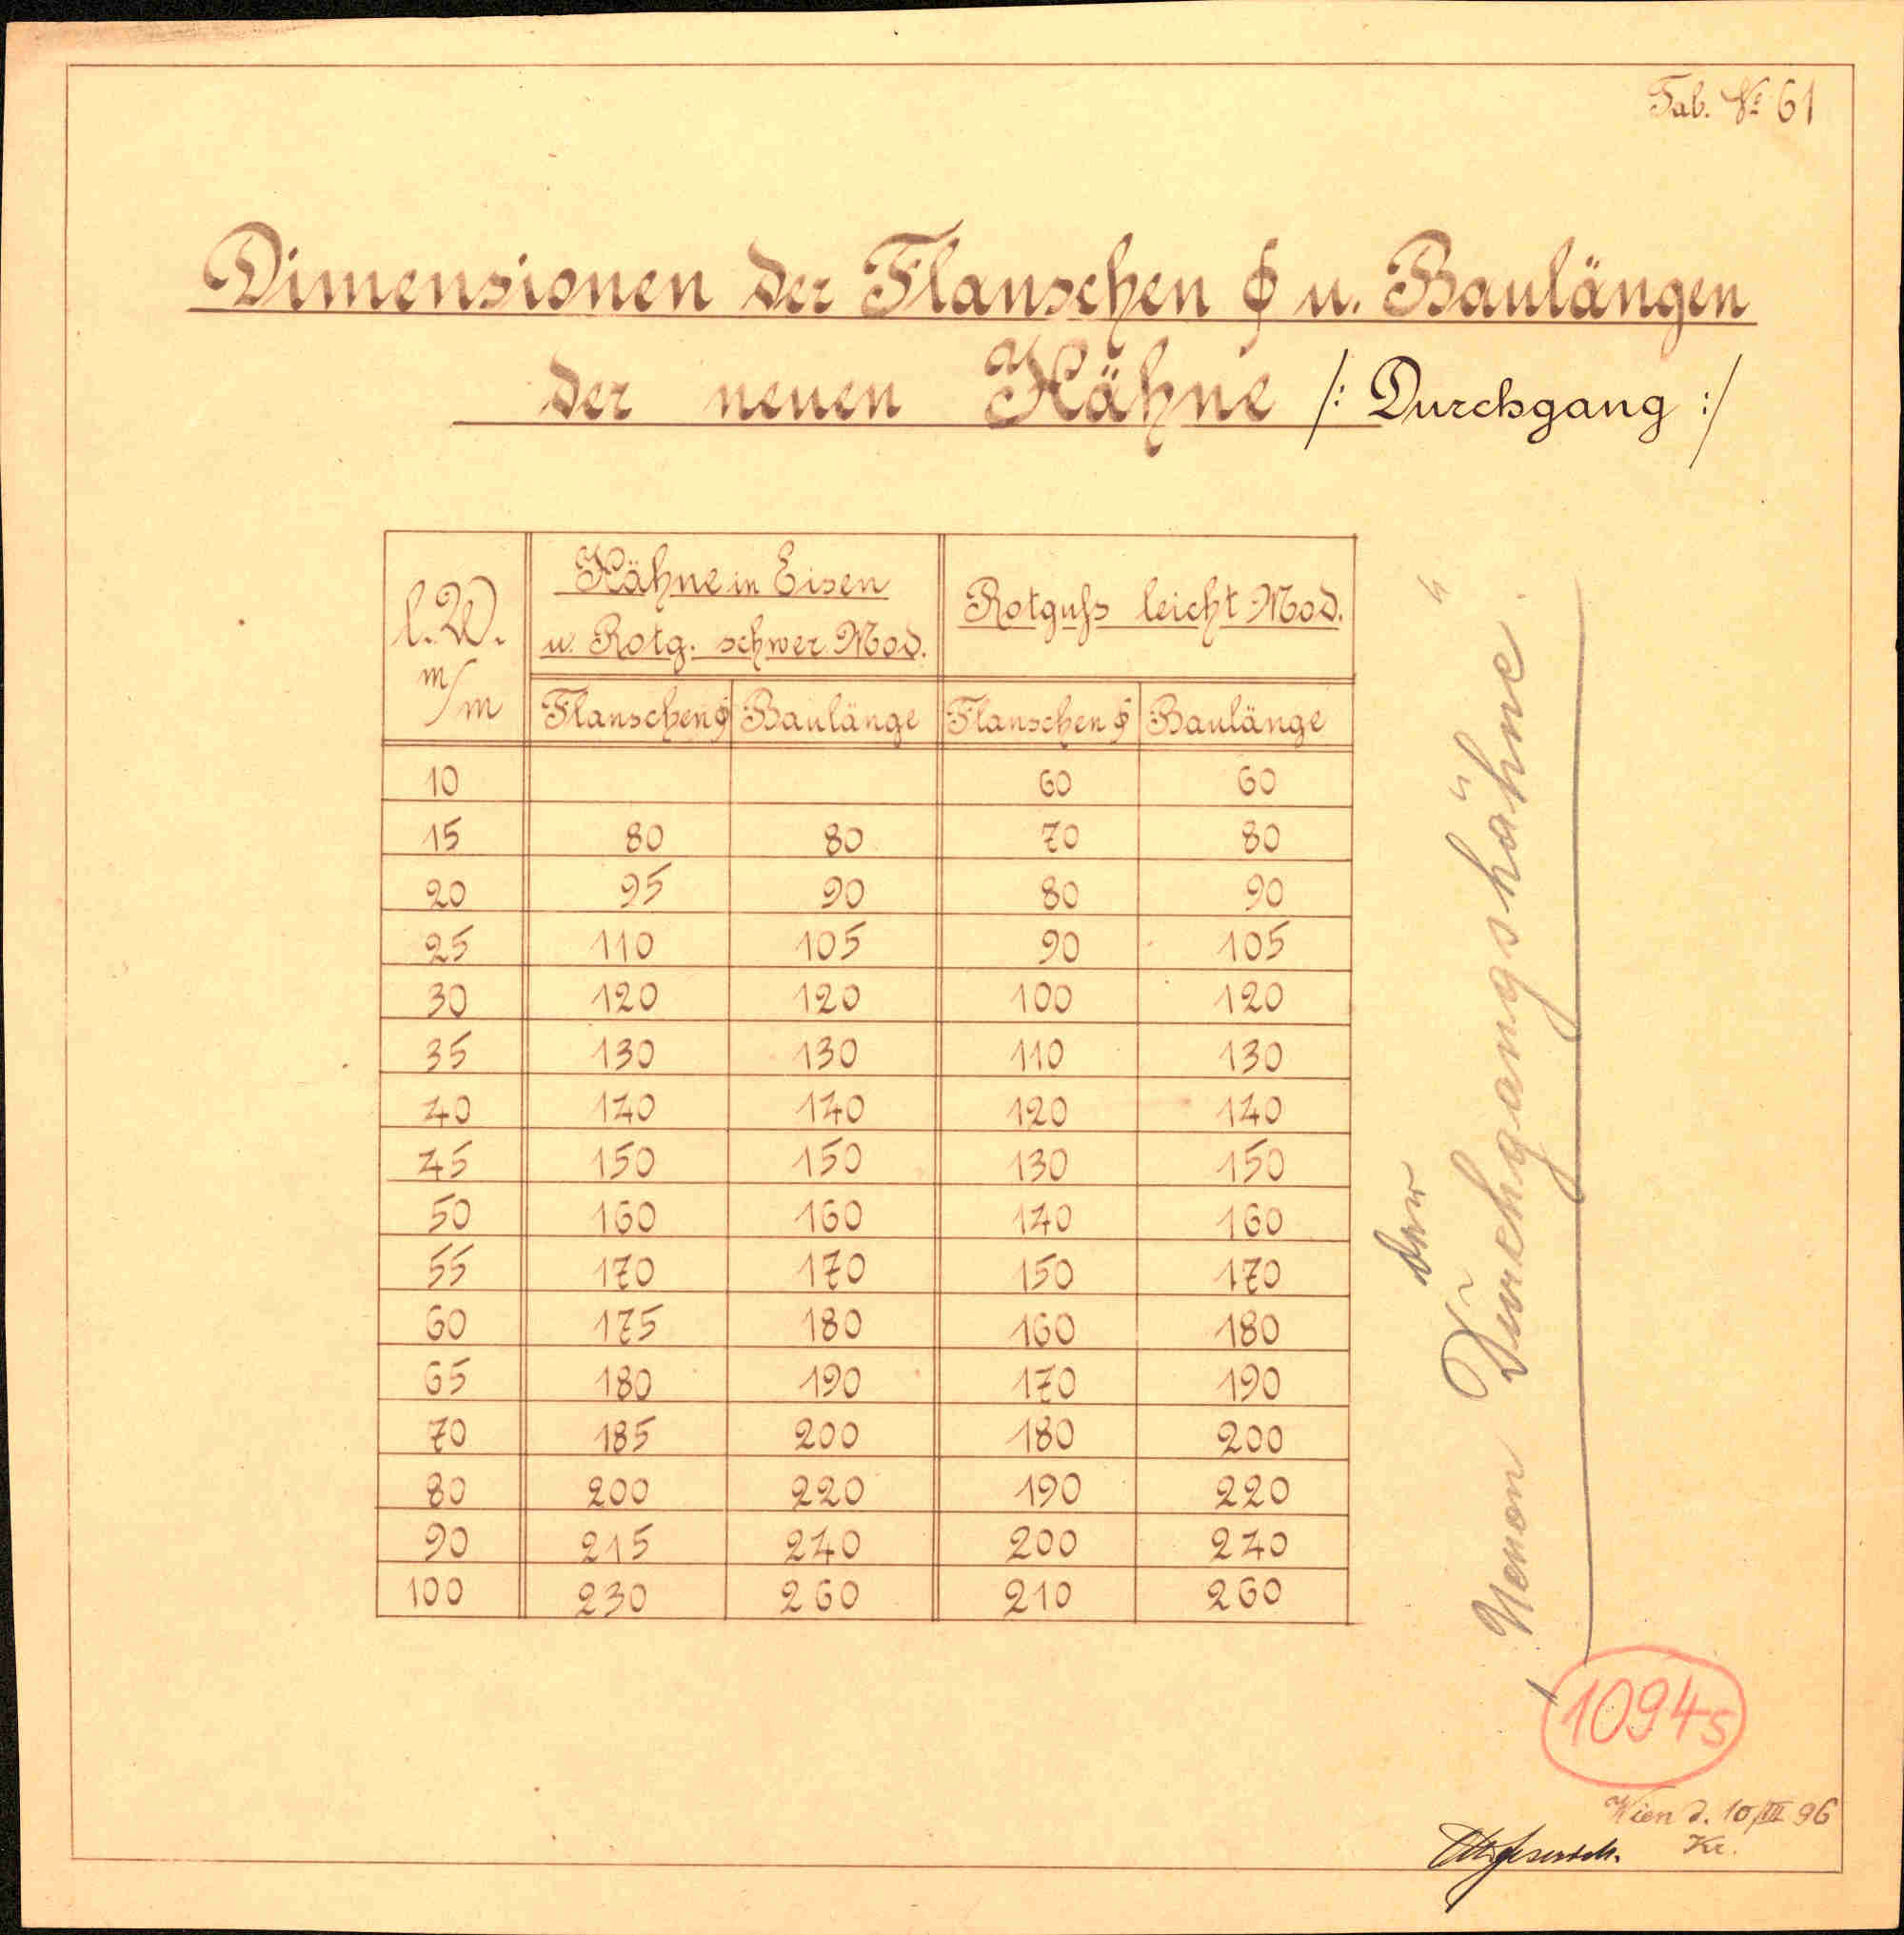 Tab. № 61
Dimensionen der Flanschen ϕ u. Baulängen
der neuen Hähne /: Durchgang :/
l. W. m/m
Hähne in Eisen
u. Rotg. schwer Mod.
Rotguſs leicht Mod.
Flanschen ϕ Baulänge Flanschen ϕ Baulänge
10 60 60
15 80 80 70 80
20 95 90 80 90
25 110 105 90 105
30 120 120 100 120
35 130 130 110 130
40 140 140 120 140
45 150 150 130 150
50 160 160 140 160
55 170 170 150 170
60 175 180 160 180
65 180 190 170 190
70 185 200 180 200
80 200 220 190 220
90 215 240 200 240
100 230 260 210 260
der
Durchgangshähne
1094s
Wien d. 10/III 96
Kr.